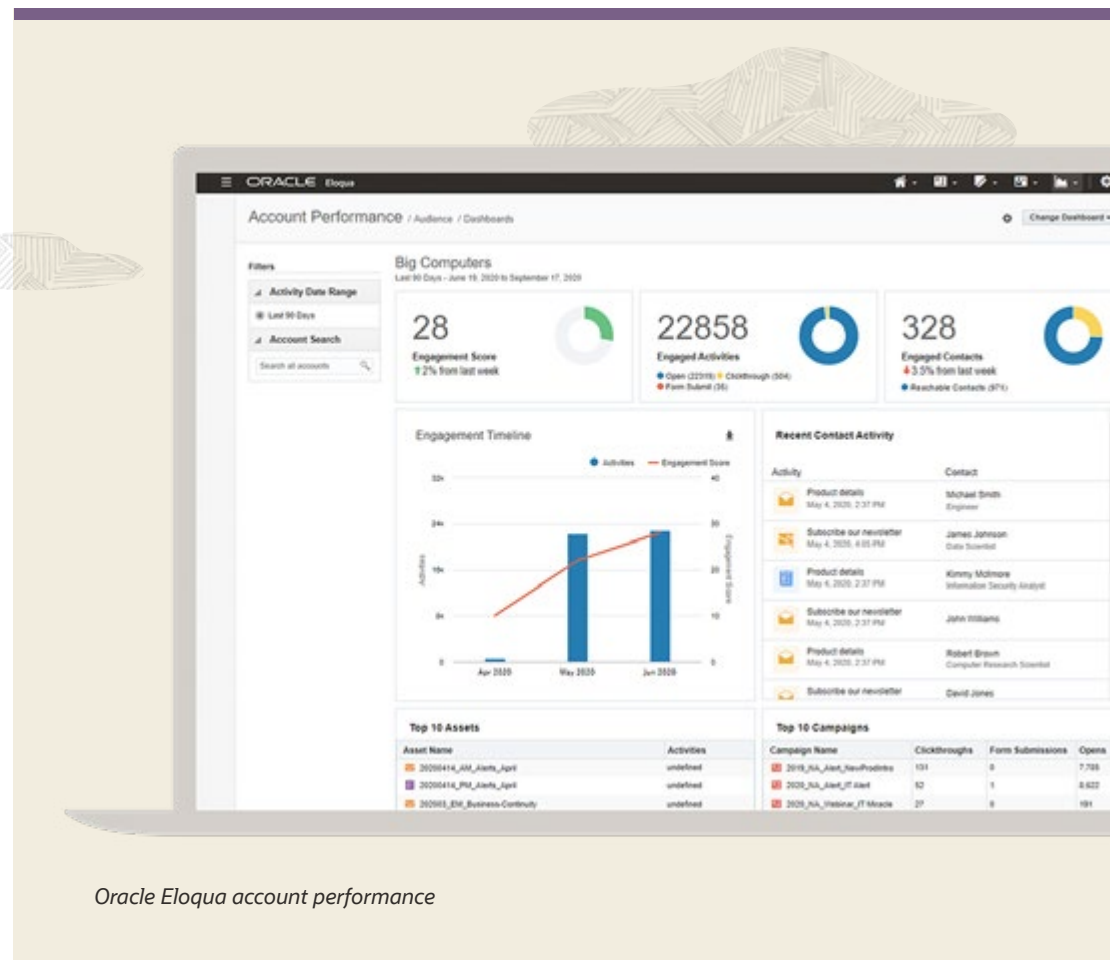 ORACLE Eloqua
Account Performance / Audience / Dashboards
Change Dashboard
Filters
Activity Date Range
Last 90 Days
Account Search
Search all accounts
Big Computers
Last 90 Days - June 19, 2020 to September 17, 2020
28
Engagement Score
2% from last week
22858
Engaged Activities
Open (22319) Clickthrough (504)
Form Submit (35)
328
Engaged Contacts
3.5% from last week
Reachable Contacts (971)
Engagement Timeline
Activities Engagement Score
32k 40
24k 30
16k 20
8k 10
0 0
Activities
Engagement Score
Apr 2020 May 2020 Jun 2020
Recent Contact Activity
Activity Contact
Product details Michael Smith
May 4, 2020, 2:37 PM Engineer
Subscribe our newsletter James Johnson
May 4, 2020, 4:05 PM Data Scientist
Product details Kimmy McIlmore
May 4, 2020, 2:37 PM Information Security Analyst
Subscribe our newsletter John Williams
May 4, 2020, 2:37 PM
Product details Robert Brown
May 4, 2020, 2:37 PM Computer Research Scientist
Subscribe our newsletter David Jones
Top 10 Assets
Asset Name Activities
20200414_AM_Alerts_April undefined
20200414_PM_Alerts_April undefined
202003_EM_Business-Continuity undefined
Top 10 Campaigns
Campaign Name Clickthroughs Form Submissions Opens
2019_NA_Alert_NewProdIntro 131 0 7,785
2020_NA_Alert_IT Alert 52 1 8,622
2020_NA_Webinar_IT Miracle 27 0 191
Oracle Eloqua account performance